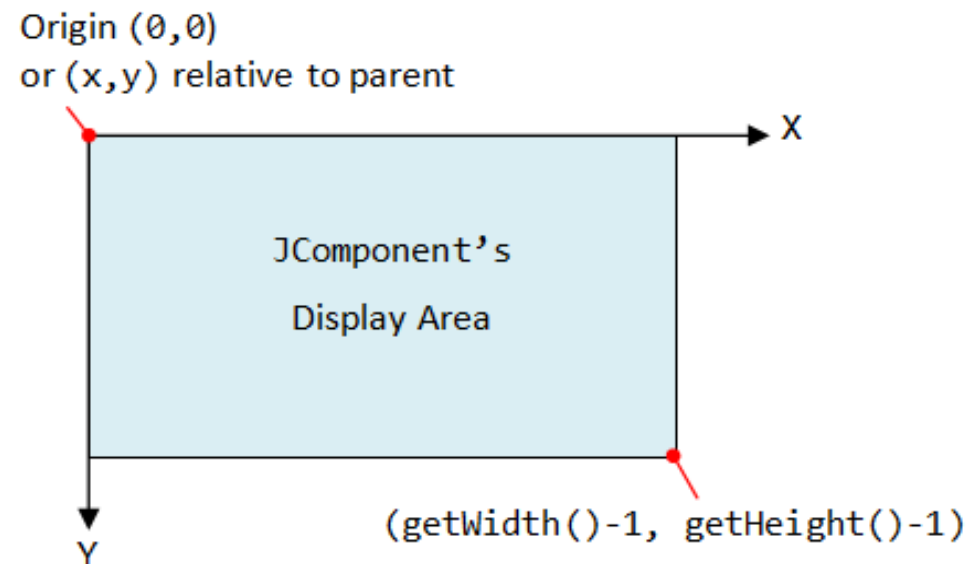 Origin (0,0)
or (x,y) relative to parent
X
JComponent’s
Display Area
(getWidth()-1, getHeight()-1)
Y